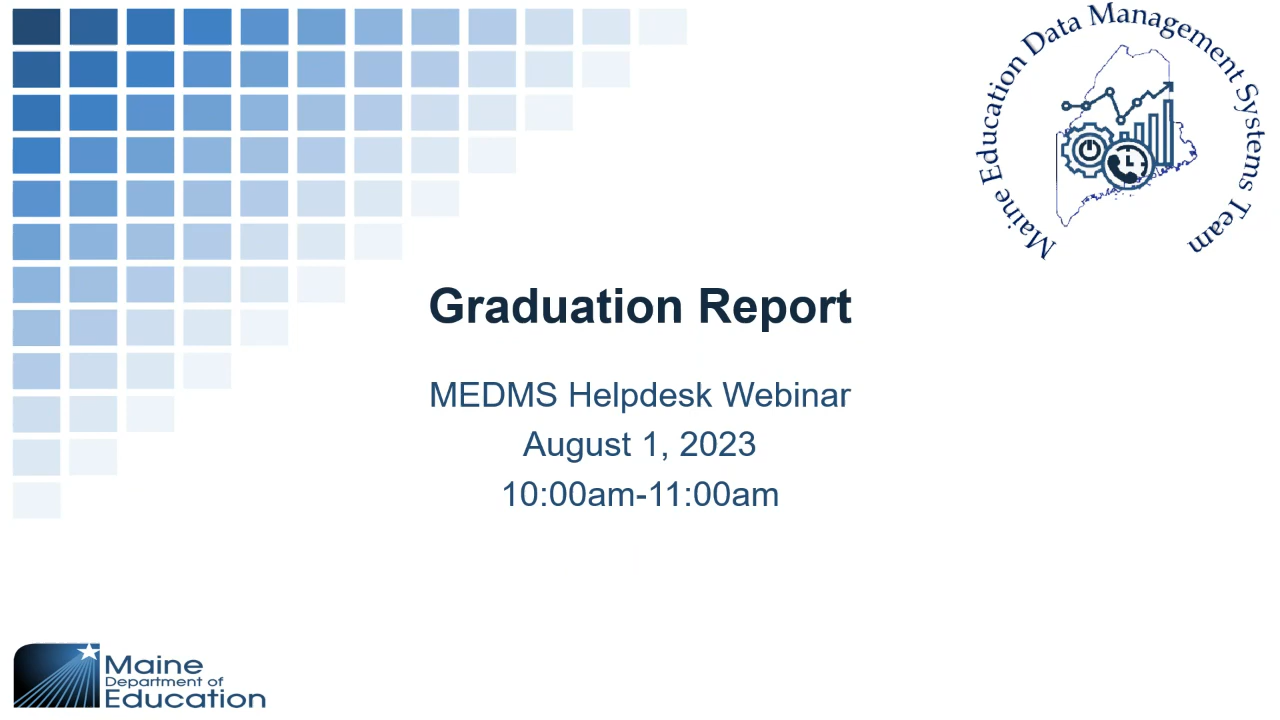 Maine Education Data Management Systems Team
Graduation Report
MEDMS Helpdesk Webinar
August 1, 2023
10:00am-11:00am
Maine
Department of
Education